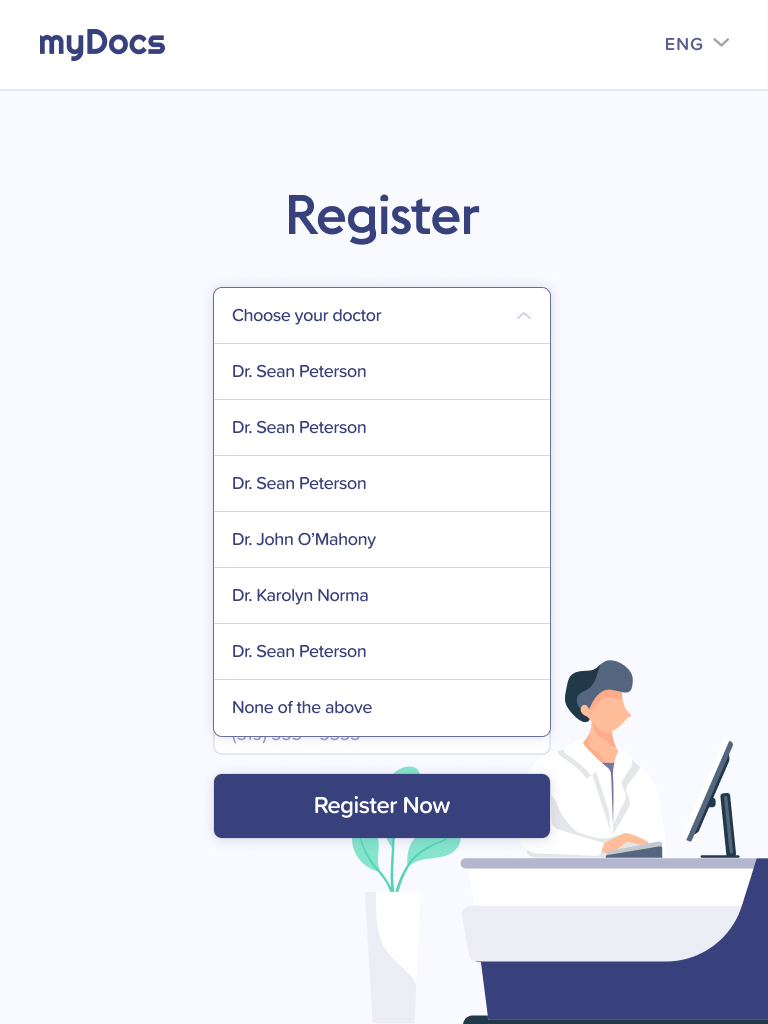 myDocs
ENG
Register
Choose your doctor
Dr. Sean Peterson
Dr. Sean Peterson
Dr. Sean Peterson
Dr. John O’Mahony
Dr. Karolyn Norma
Dr. Sean Peterson
None of the above
Register Now